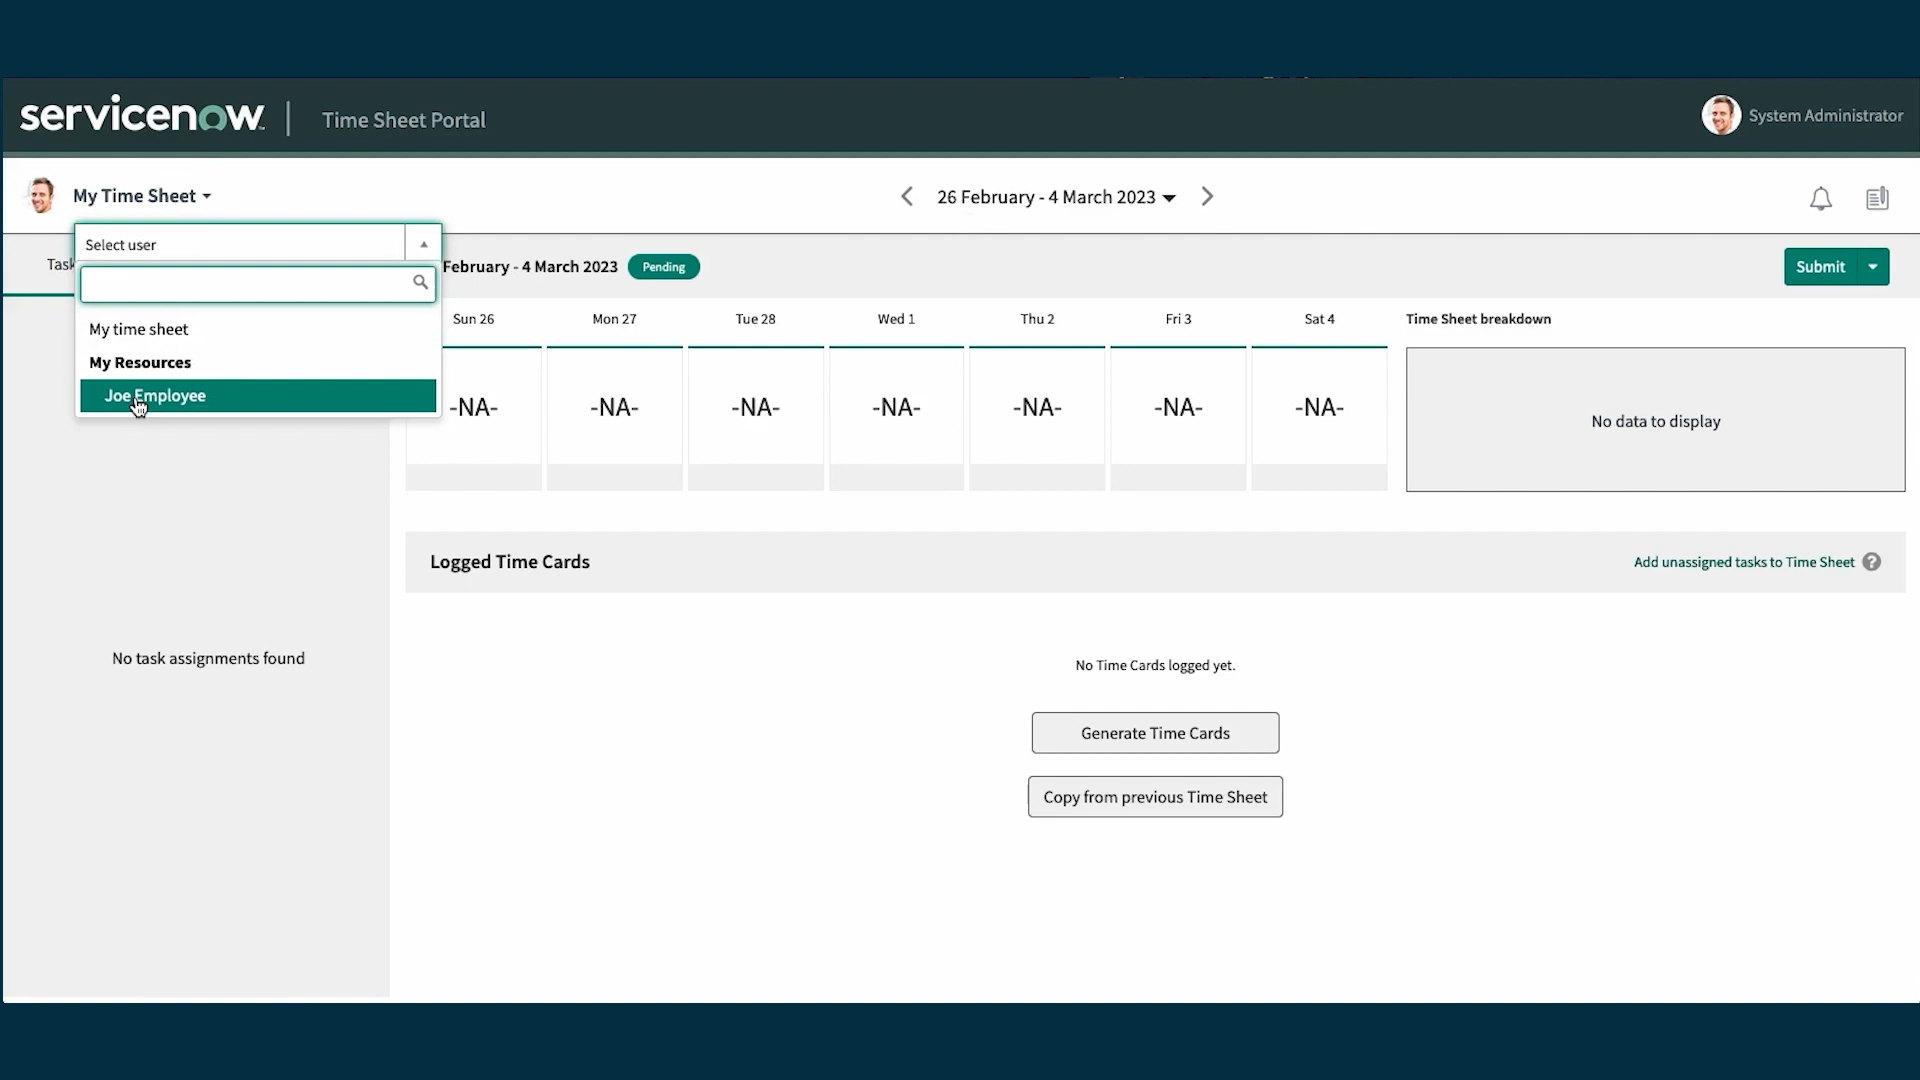 servicenow
Time Sheet Portal
System Administrator
My Time Sheet
26 February - 4 March 2023
Select user
Task
February - 4 March 2023
Pending
Submit
My time sheet
My Resources
Joe Employee
Sun 26
Mon 27
Tue 28
Wed 1
Thu 2
Fri 3
Sat 4
Time Sheet breakdown
-NA-
-NA-
-NA-
-NA-
-NA-
-NA-
-NA-
No data to display
Logged Time Cards
Add unassigned tasks to Time Sheet ?
No task assignments found
No Time Cards logged yet.
Generate Time Cards
Copy from previous Time Sheet